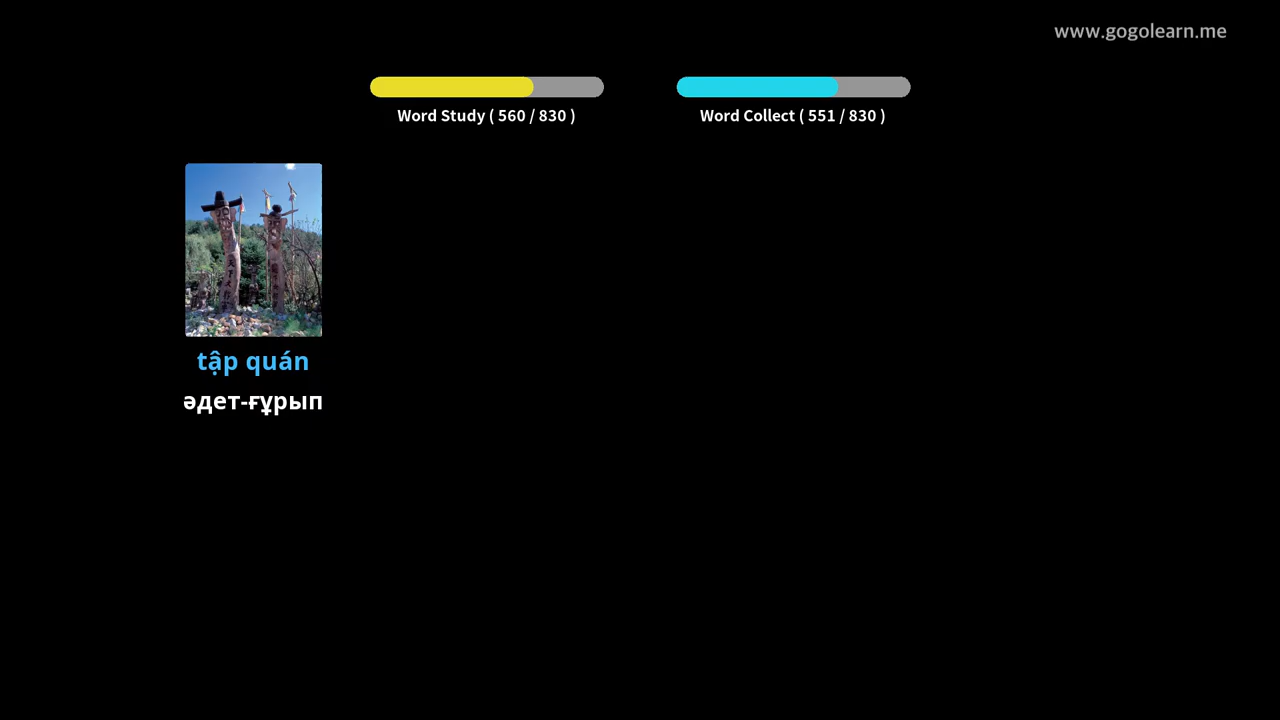 www.gogolearn.me
Word Study ( 560 / 830 )
Word Collect ( 551 / 830 )
tập quán
әдет-ғұрып